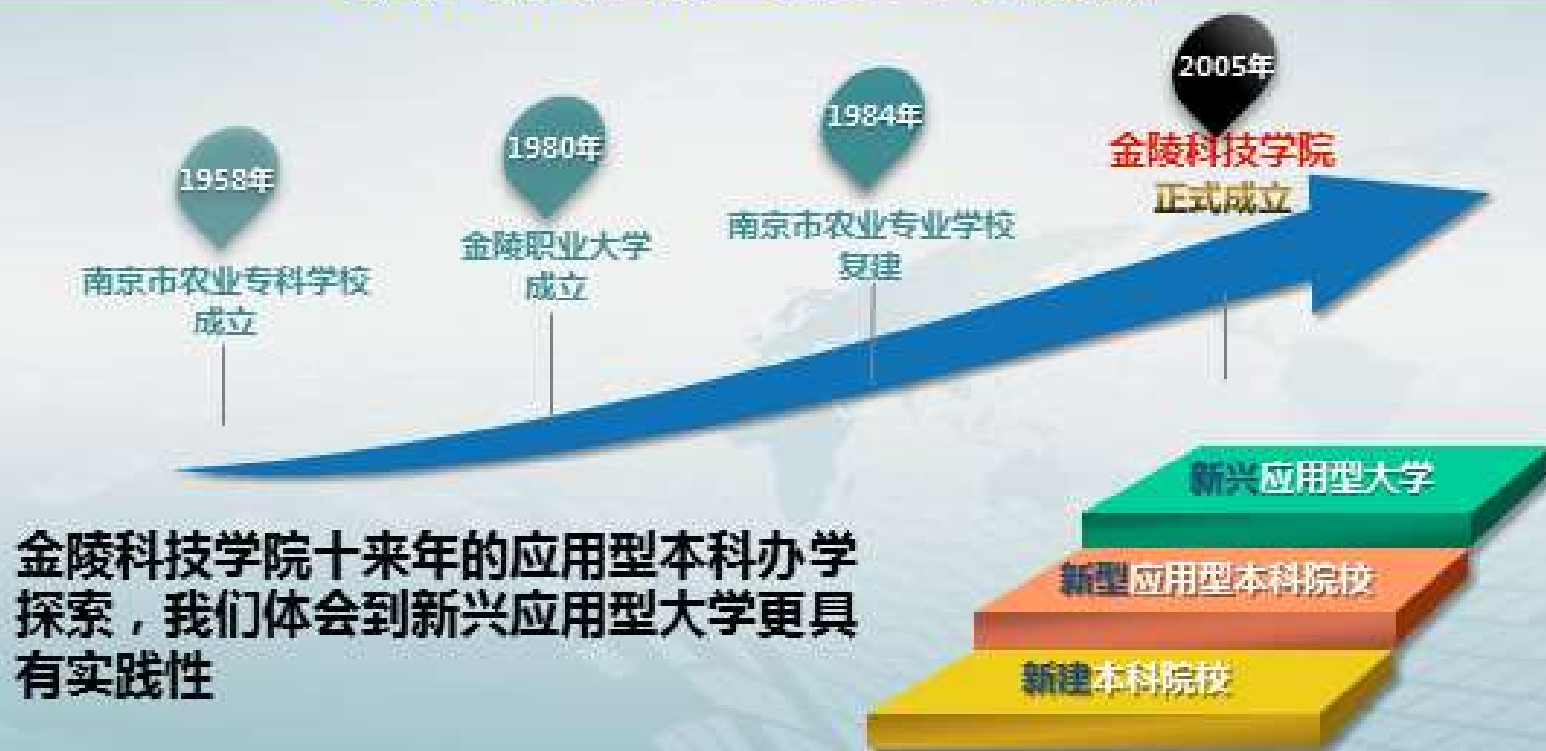 1958年
南京市农业专科学校
成立
1980年
金陵职业大学
成立
1984年
南京市农业专业学校
复建
2005年
金陵科技学院
正式成立
新兴应用型大学
新型应用型本科院校
新建本科院校
金陵科技学院十来年的应用型本科办学
探索，我们体会到新兴应用型大学更具
有实践性